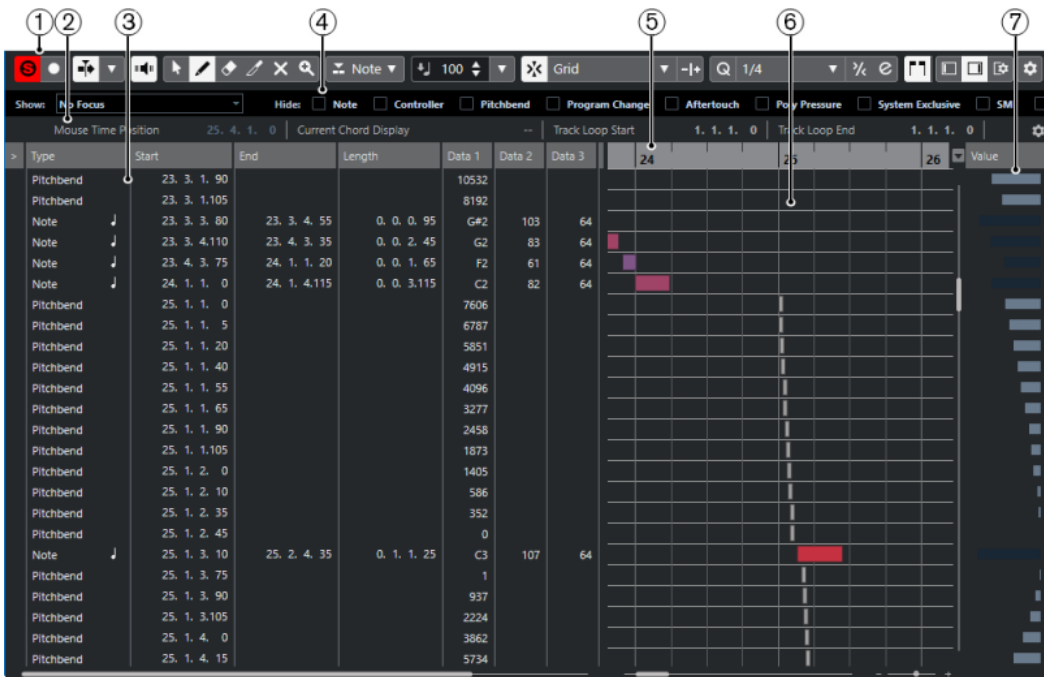 1 2 3 4 5 6 7
S Note 100 Grid Q 1/4 e
Show: No Focus Hide: Note Controller Pitchbend Program Change Aftertouch Poly Pressure System Exclusive SM
Mouse Time Position 25. 4. 1. 0 Current Chord Display -- Track Loop Start 1. 1. 1. 0 Track Loop End 1. 1. 1. 0
> Type Start End Length Data 1 Data 2 Data 3 24 25 26 Value
Pitchbend 23. 3. 1. 90 10532
Pitchbend 23. 3. 1.105 8192
Note 23. 3. 3. 80 23. 3. 4. 55 0. 0. 0. 95 G#2 103 64
Note 23. 3. 4.110 23. 4. 3. 35 0. 0. 2. 45 G2 83 64
Note 23. 4. 3. 75 24. 1. 1. 20 0. 0. 1. 65 F2 61 64
Note 24. 1. 1. 0 24. 1. 4.115 0. 0. 3.115 C2 82 64
Pitchbend 25. 1. 1. 0 7606
Pitchbend 25. 1. 1. 5 6787
Pitchbend 25. 1. 1. 20 5851
Pitchbend 25. 1. 1. 40 4915
Pitchbend 25. 1. 1. 55 4096
Pitchbend 25. 1. 1. 65 3277
Pitchbend 25. 1. 1. 90 2458
Pitchbend 25. 1. 1.105 1873
Pitchbend 25. 1. 2. 0 1405
Pitchbend 25. 1. 2. 10 586
Pitchbend 25. 1. 2. 35 352
Pitchbend 25. 1. 2. 45 0
Note 25. 1. 3. 10 25. 2. 4. 35 0. 1. 1. 25 C3 107 64
Pitchbend 25. 1. 3. 75 1
Pitchbend 25. 1. 3. 90 937
Pitchbend 25. 1. 3.105 2224
Pitchbend 25. 1. 4. 0 3862
Pitchbend 25. 1. 4. 15 5734